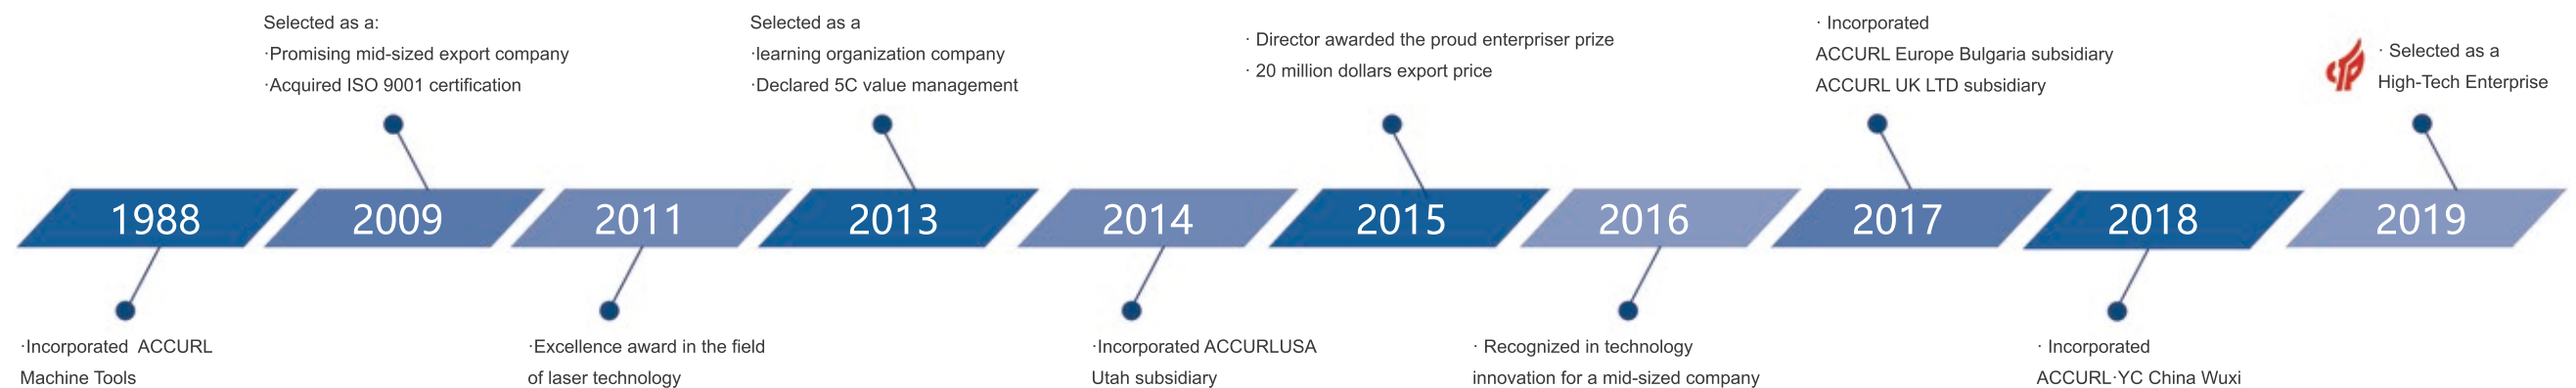 Selected as a:
·Promising mid-sized export company
·Acquired ISO 9001 certification
Selected as a
·learning organization company
·Declared 5C value management
· Director awarded the proud enterpriser prize
· 20 million dollars export price
· Incorporated
ACCURL Europe Bulgaria subsidiary
ACCURL UK LTD subsidiary
· Selected as a
High-Tech Enterprise
1988
2009
2011
2013
2014
2015
2016
2017
2018
2019
·Incorporated ACCURL
Machine Tools
·Excellence award in the field
of laser technology
·Incorporated ACCURLUSA
Utah subsidiary
· Recognized in technology
innovation for a mid-sized company
· Incorporated
ACCURL·YC China Wuxi